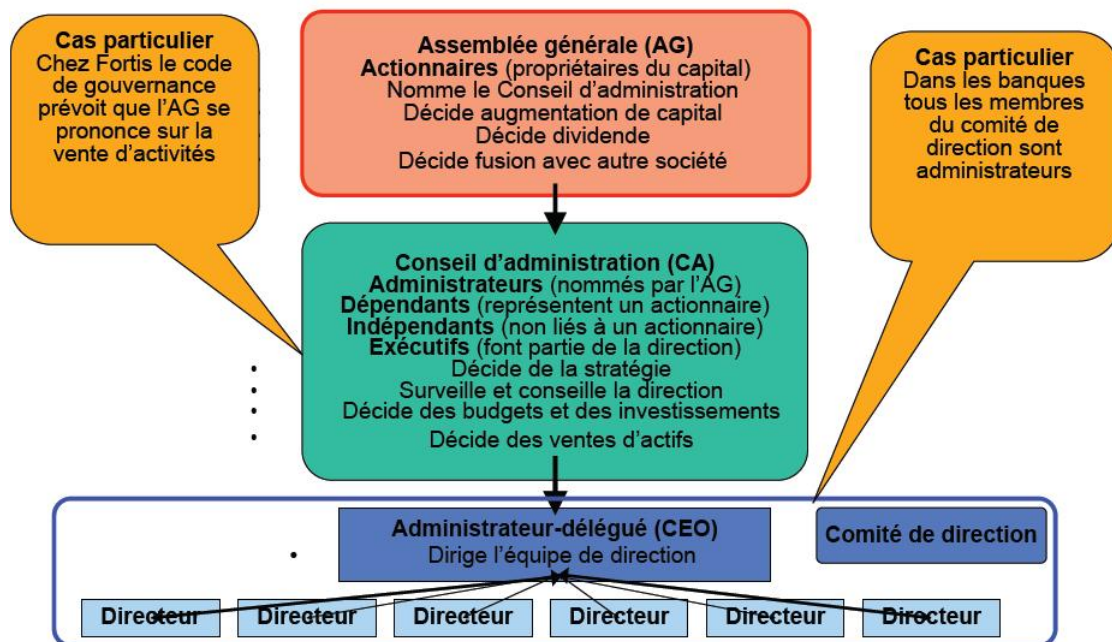 Cas particulier
Chez Fortis le code
de gouvernance
prévoit que l'AG se
prononce sur la
vente d'activités
Assemblée générale (AG)
Actionnaires (propriétaires du capital)
Nomme le Conseil d'administration
Décide augmentation de capital
Décide dividende
Décide fusion avec autre société
Cas particulier
Dans les banques
tous les membres
du comité de
direction sont
administrateurs
Conseil d'administration (CA)
Administrateurs (nommés par l'AG)
Dépendants (représentent un actionnaire)
Indépendants (non liés à un actionnaire)
Exécutifs (font partie de la direction)
Décide de la stratégie
Surveille et conseille la direction
Décide des budgets et des investissements
Décide des ventes d'actifs
Administrateur-délégué (CEO)
Dirige l'équipe de direction
Comité de direction
Directeur
Directeur
Directeur
Directeur
Directeur
Directeur